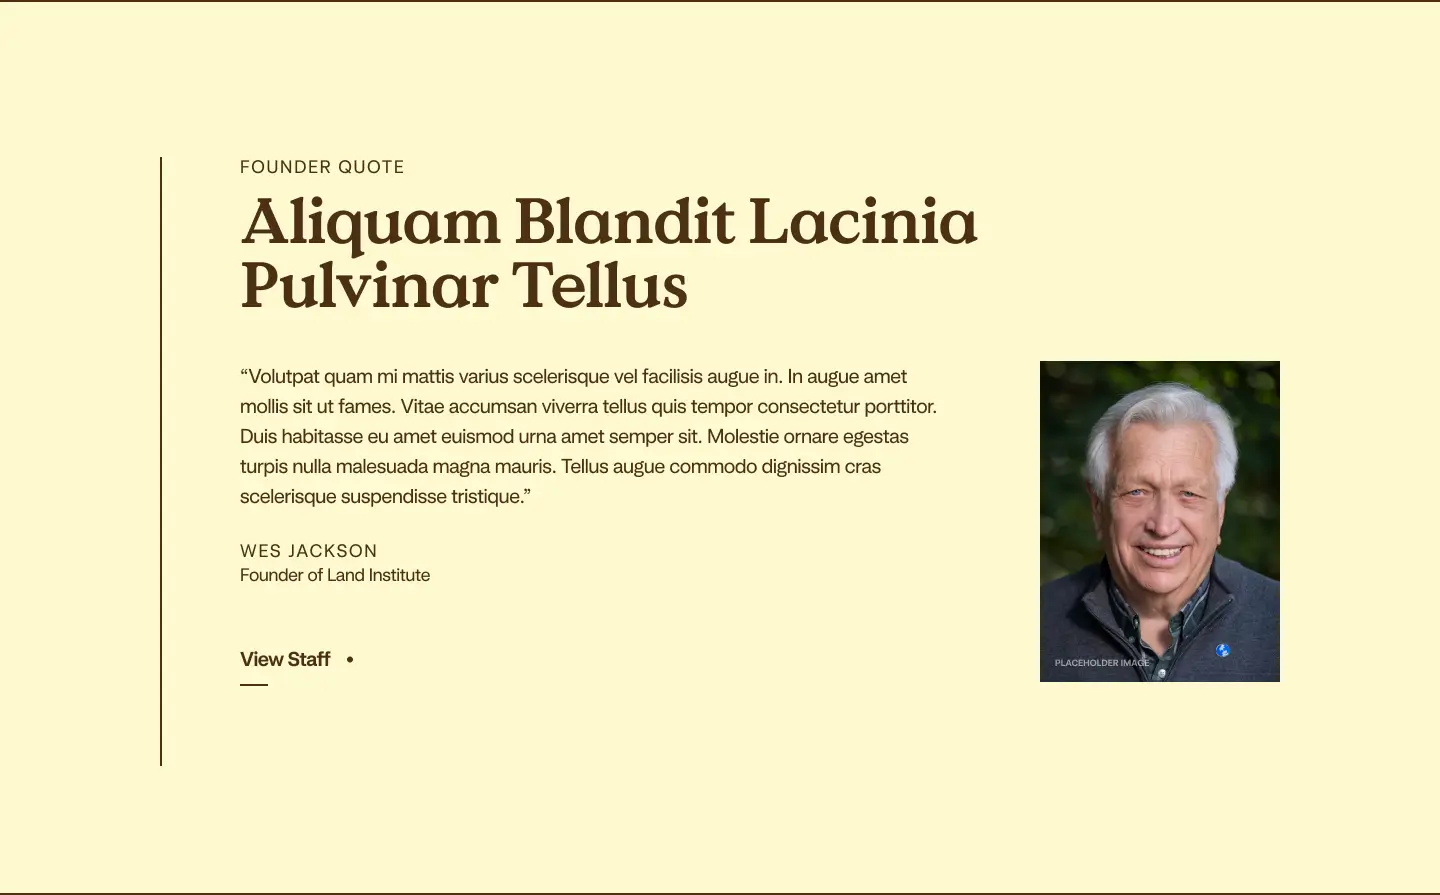 FOUNDER QUOTE
Aliquam Blandit Lacinia
Pulvinar Tellus
“Volutpat quam mi mattis varius scelerisque vel facilisis augue in. In augue amet
mollis sit ut fames. Vitae accumsan viverra tellus quis tempor consectetur porttitor.
Duis habitasse eu amet euismod urna amet semper sit. Molestie ornare egestas
turpis nulla malesuada magna mauris. Tellus augue commodo dignissim cras
scelerisque suspendisse tristique.”
WES JACKSON
Founder of Land Institute
View Staff •
PLACEHOLDER IMAGE